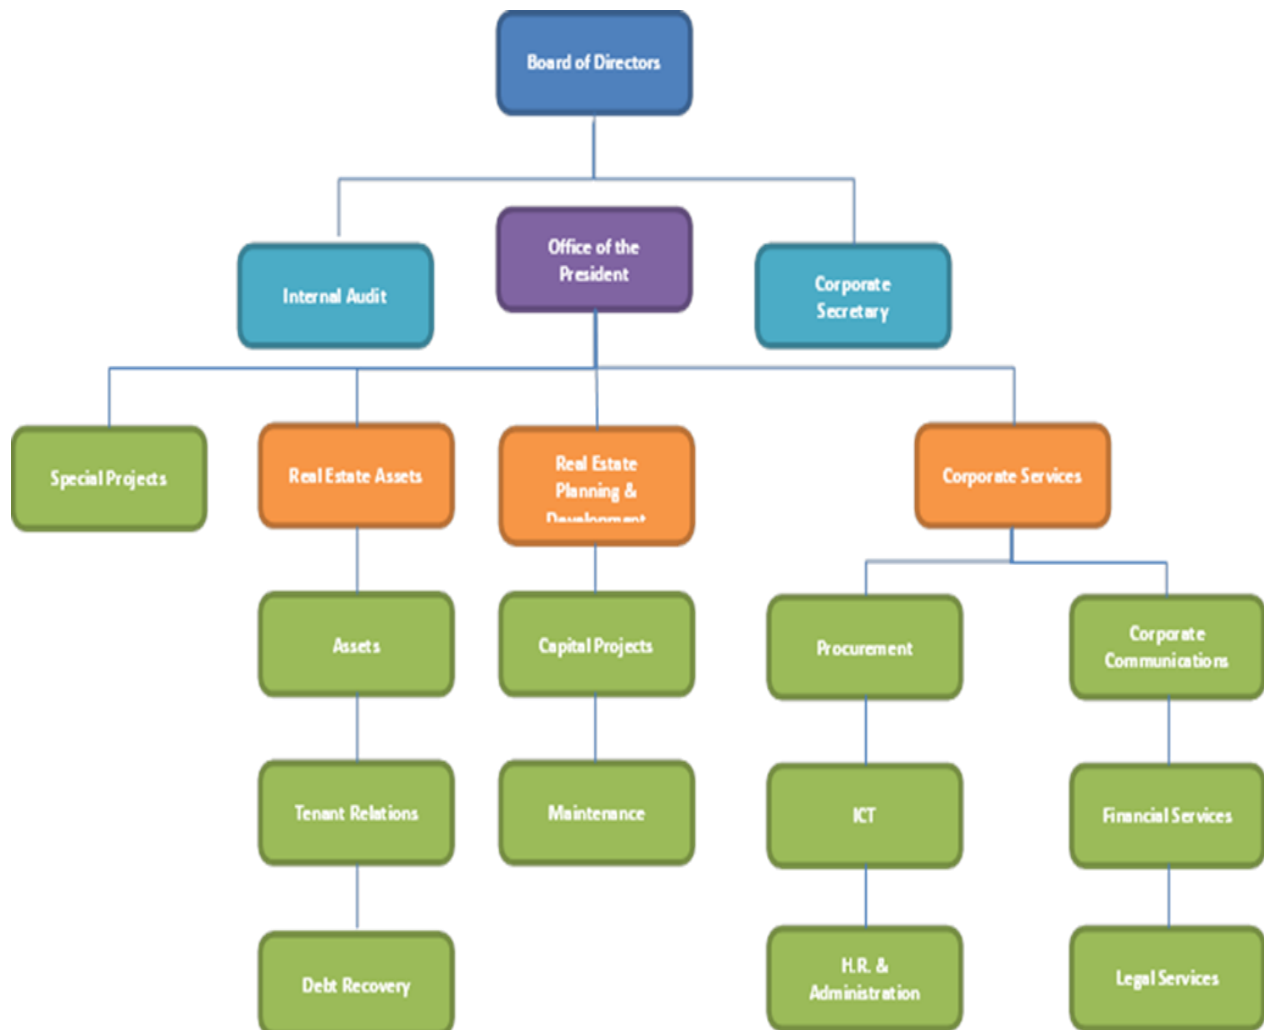 Board of Directors
Office of the
President
Internal Audit
Corporate
Secretary
Special Projects
Real Estate Assets
Real Estate
Planning &
Development
Corporate Services
Assets
Capital Projects
Procurement
Corporate
Communications
Tenant Relations
Maintenance
ICT
Financial Services
Debt Recovery
H.R. &
Administration
Legal Services